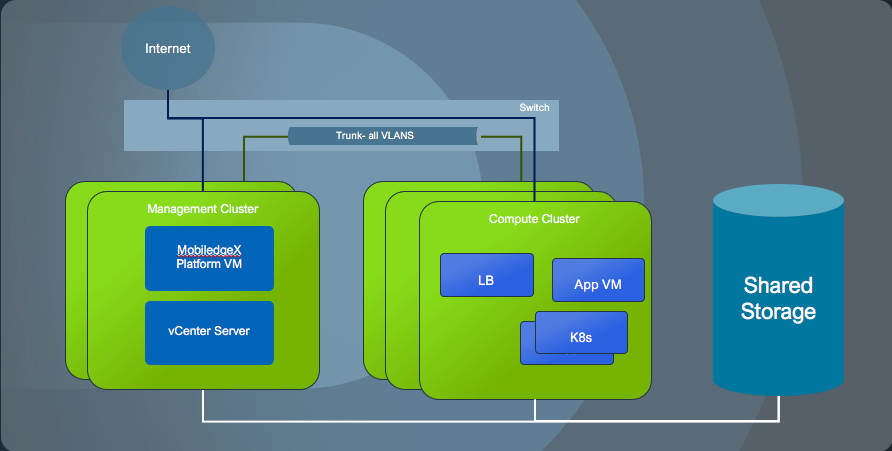 Internet
Switch
Trunk- all VLANS
Management Cluster
MobiledgeX
Platform VM
vCenter Server
Compute Cluster
LB
App VM
K8s
Shared
Storage